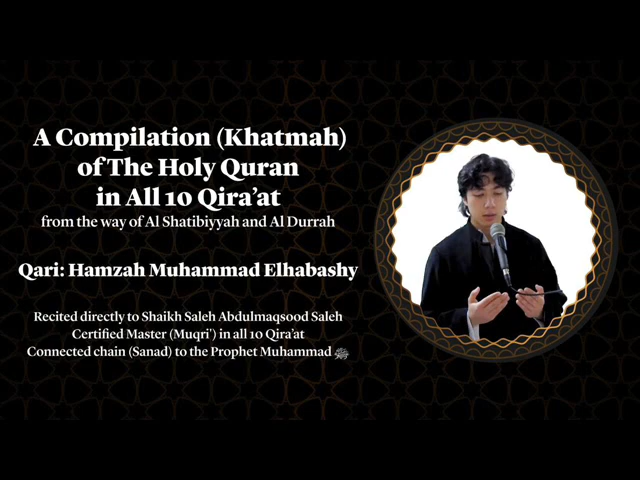 A Compilation (Khatmah)
of The Holy Quran
in All 10 Qira'at
from the way of Al Shatibiyyah and Al Durrah
Qari: Hamzah Muhammad Elhabashy
Recited directly to Shaikh Saleh Abdulmaqsood Saleh
Certified Master (Muqri') in all 10 Qira'at
Connected chain (Sanad) to the Prophet Muhammad ﷺ